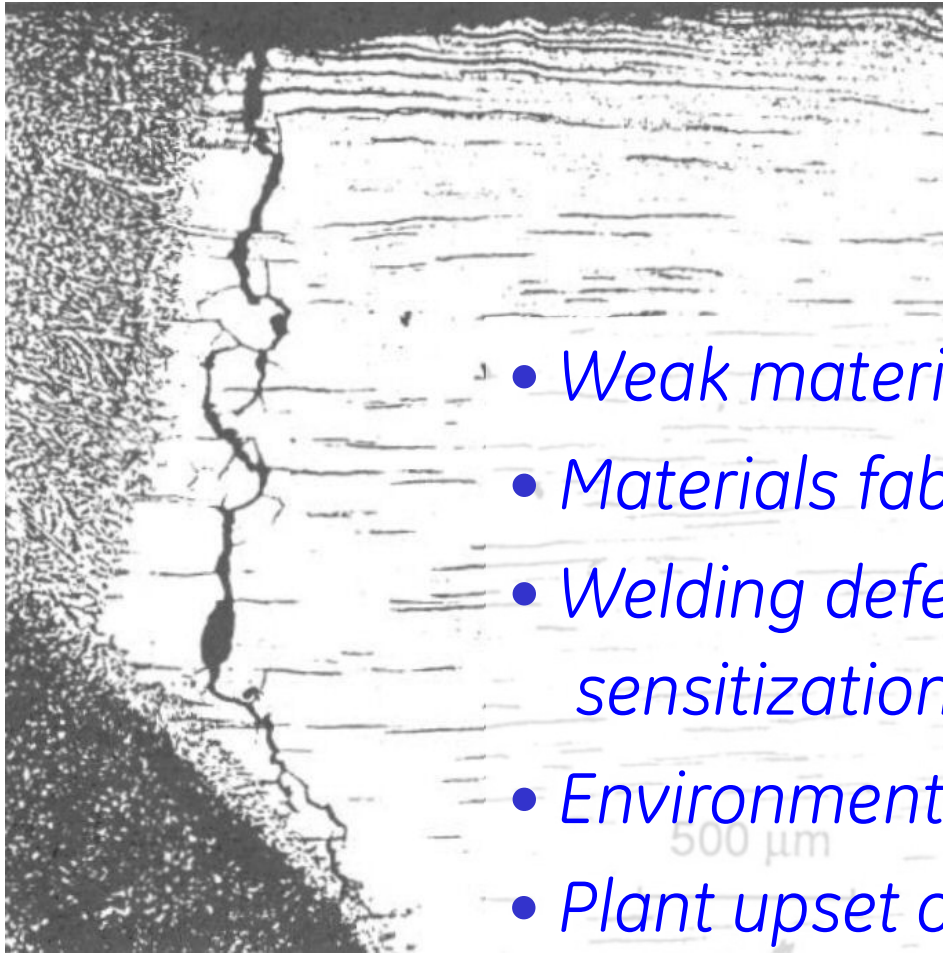 • Weak materi
• Materials fab
• Welding defe
sensitization
• Environment
500 μm
• Plant upset o